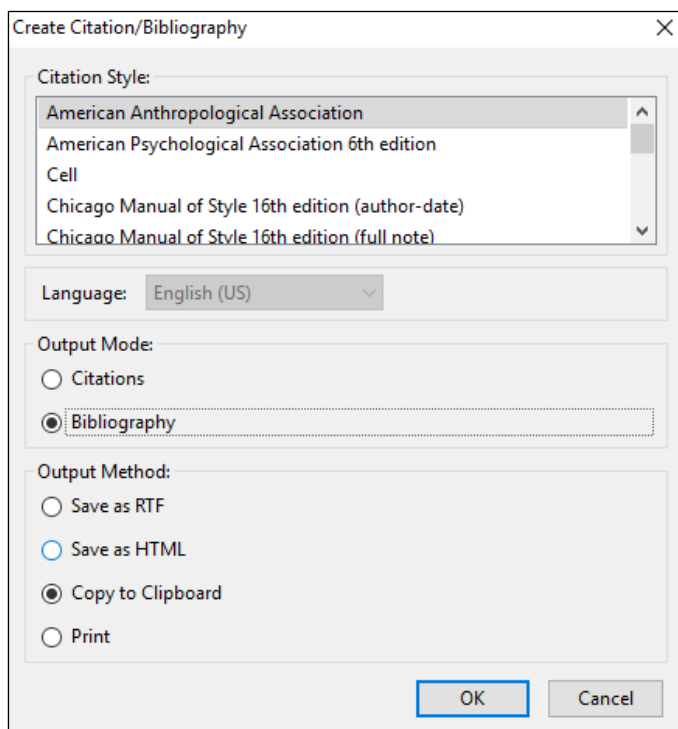 Create Citation/Bibliography
Citation Style:
American Anthropological Association
American Psychological Association 6th edition
Cell
Chicago Manual of Style 16th edition (author-date)
Chicago Manual of Style 16th edition (full note)
Language: English (US)
Output Mode:
Citations
Bibliography
Output Method:
Save as RTF
Save as HTML
Copy to Clipboard
Print
OK Cancel